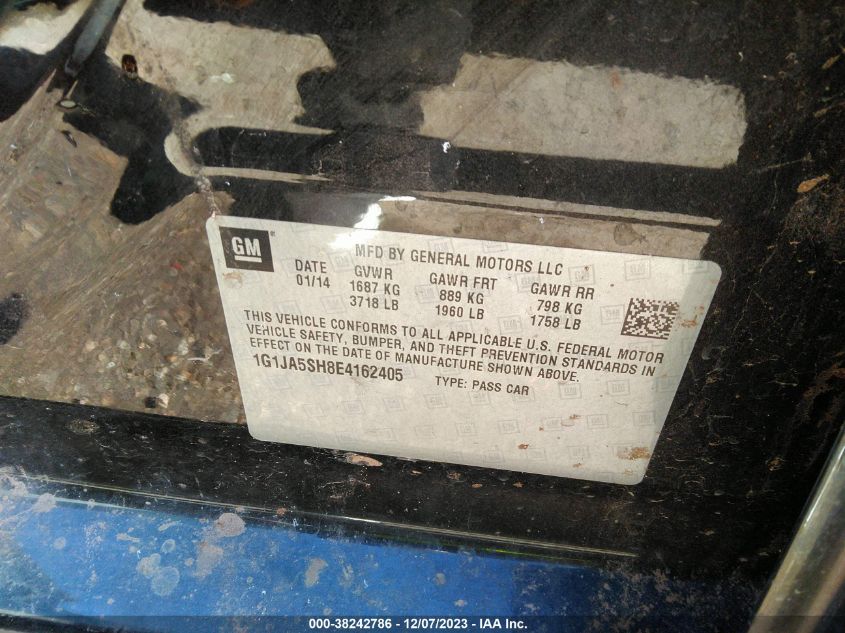 GM
MFD BY GENERAL MOTORS LLC
DATE GVWR GAWR FRT GAWR RR
01/14 1687 KG 889 KG 798 KG
3718 LB 1960 LB 1758 LB
THIS VEHICLE CONFORMS TO ALL APPLICABLE U.S. FEDERAL MOTOR
VEHICLE SAFETY, BUMPER, AND THEFT PREVENTION STANDARDS IN
EFFECT ON THE DATE OF MANUFACTURE SHOWN ABOVE.
1G1JA5SH8E4162405 TYPE: PASS CAR
000-38242786 - 12/07/2023 - IAA Inc.